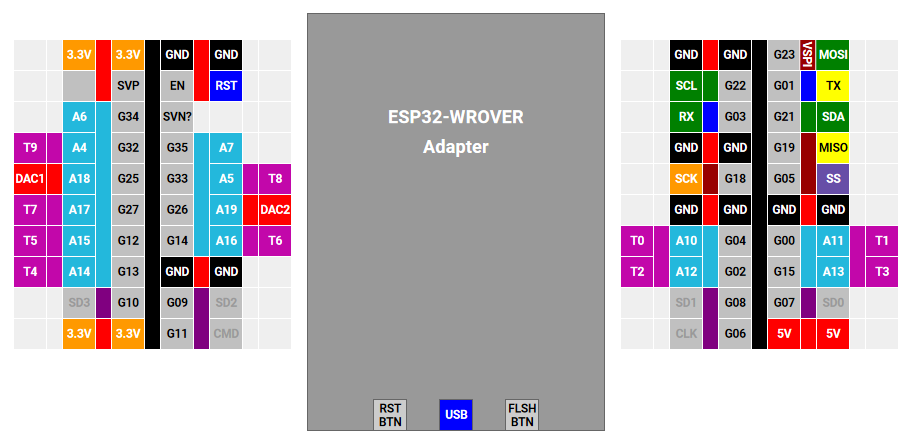 3.3V 3.3V GND GND
SVP EN RST
A6 G34 SVN?
T9 A4 G32 G35 A7
DAC1 A18 G25 G33 A5 T8
T7 A17 G27 G26 A19 DAC2
T5 A15 G12 G14 A16 T6
T4 A14 G13 GND GND
SD3 G10 G09 SD2
3.3V 3.3V G11 CMD
ESP32-WROVER
Adapter
RST
BTN
USB
FLSH
BTN
GND GND G23 VSPI MOSI
SCL G22 G01 TX
RX G03 G21 SDA
GND GND G19 MISO
SCK G18 G05 SS
GND GND GND GND
T0 A10 G04 G00 A11 T1
T2 A12 G02 G15 A13 T3
SD1 G08 G07 SD0
CLK G06 5V 5V